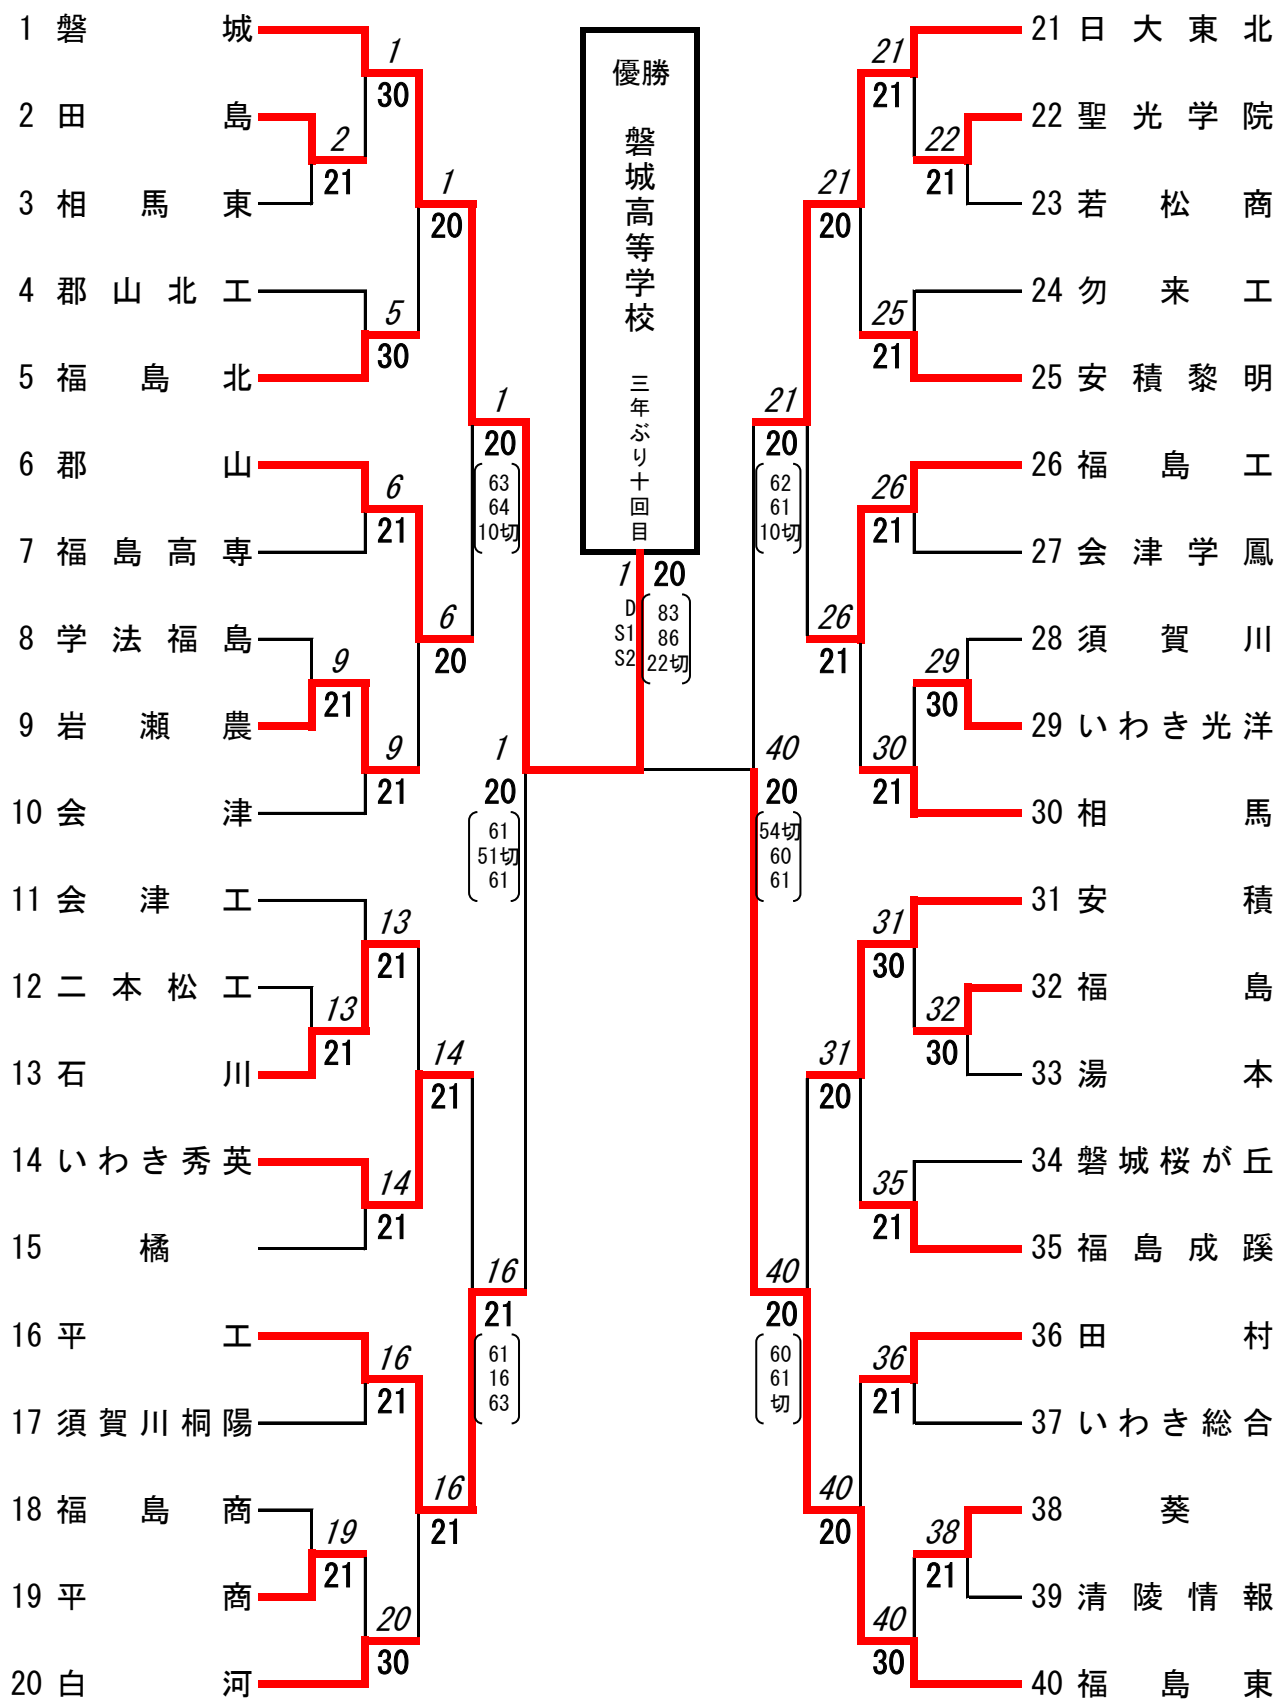 1 磐城
2 田島
3 相馬東
4 郡山北工
5 福島北
6 郡山
7 福島高専
8 学法福島
9 岩瀬農
10 会津
11 会津工
12 二本松工
13 石川
14 いわき秀英
15 橘
16 平工
17 須賀川桐陽
18 福島商
19 平商
20 白河
1
30
2
21
5
30
6
21
9
21
9
21
13
21
13
21
14
21
16
21
19
21
20
30
1
20
6
20
14
21
16
21
1
20
63
64
10切
16
21
61
16
63
1
20
61
51切
61
優勝
磐城高等学校
三年ぶり十回目
1
20
D 83
S1 86
S2 22切
40
20
54切
60
61
21
20
62
61
10切
40
20
60
61
切
21
20
26
21
31
20
40
20
21
21
22
21
25
21
26
21
29
30
30
21
31
30
32
30
35
21
36
21
38
21
40
30
21 日大東北
22 聖光学院
23 若松商
24 勿来工
25 安積黎明
26 福島工
27 会津学鳳
28 須賀川
29 いわき光洋
30 相馬
31 安積
32 福島
33 湯本
34 磐城桜が丘
35 福島成蹊
36 田村
37 いわき総合
38 葵
39 清陵情報
40 福島東